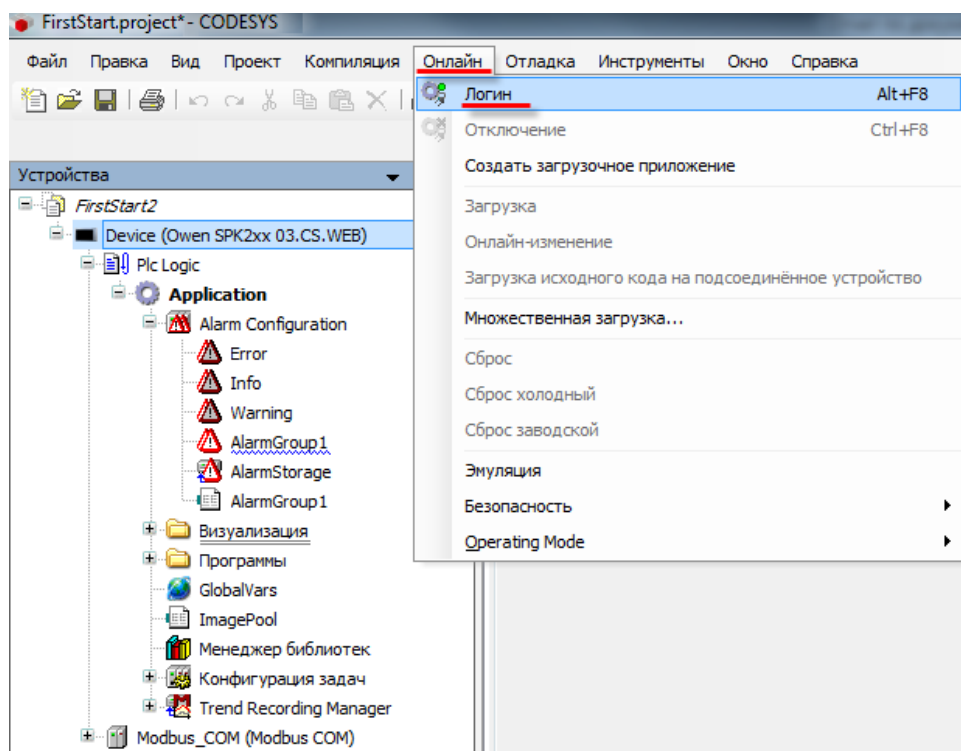 FirstStart.project* - CODESYS
Файл Правка Вид Проект Компиляция Онлайн Отладка Инструменты Окно Справка
Логин Alt+F8
Отключение Ctrl+F8
Создать загрузочное приложение
Загрузка
Онлайн-изменение
Загрузка исходного кода на подсоединённое устройство
Множественная загрузка...
Сброс
Сброс холодный
Сброс заводской
Эмуляция
Безопасность
Operating Mode
Устройства
FirstStart2
Device (Owen SPK2xx 03.CS.WEB)
Plc Logic
Application
Alarm Configuration
Error
Info
Warning
AlarmGroup1
AlarmStorage
AlarmGroup1
Визуализация
Программы
GlobalVars
ImagePool
Менеджер библиотек
Конфигурация задач
Trend Recording Manager
Modbus_COM (Modbus COM)